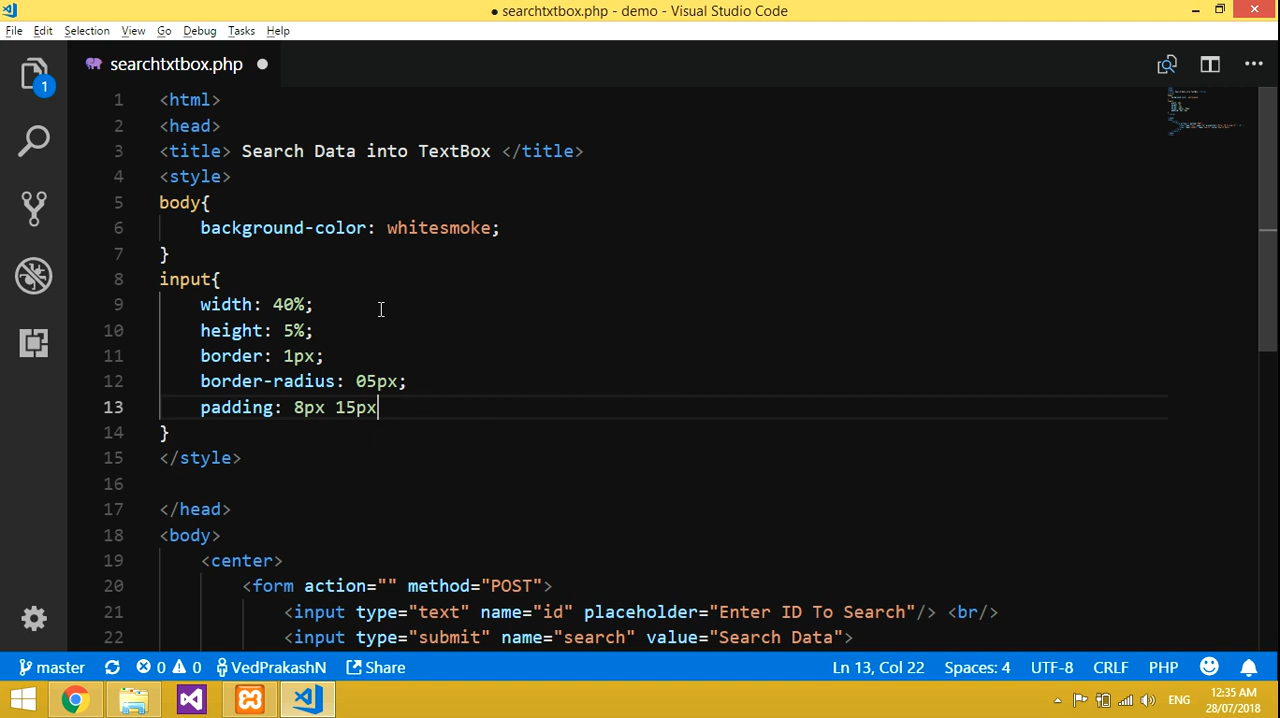 ● searchtxtbox.php - demo - Visual Studio Code
File Edit Selection View Go Debug Tasks Help
1
searchtxtbox.php ●
1 <html>
2 <head>
3 <title> Search Data into TextBox </title>
4 <style>
5 body{
6 background-color: whitesmoke;
7 }
8 input{
9 width: 40%;
10 height: 5%;
11 border: 1px;
12 border-radius: 05px;
13 padding: 8px 15px
14 }
15 </style>
16
17 </head>
18 <body>
19 <center>
20 <form action="" method="POST">
21 <input type="text" name="id" placeholder="Enter ID To Search"/> <br/>
22 <input type="submit" name="search" value="Search Data">
master 0 0 VedPrakashN Share Ln 13, Col 22 Spaces: 4 UTF-8 CRLF PHP
ENG 12:35 AM
28/07/2018